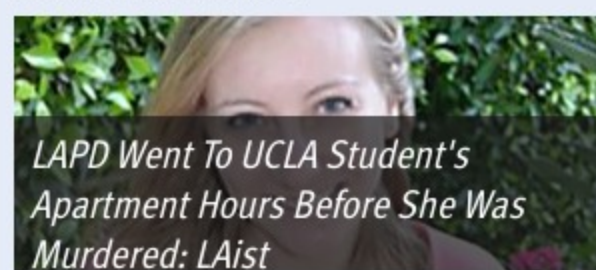 LAPD Went To UCLA Student's
Apartment Hours Before She Was
Murdered: LAist